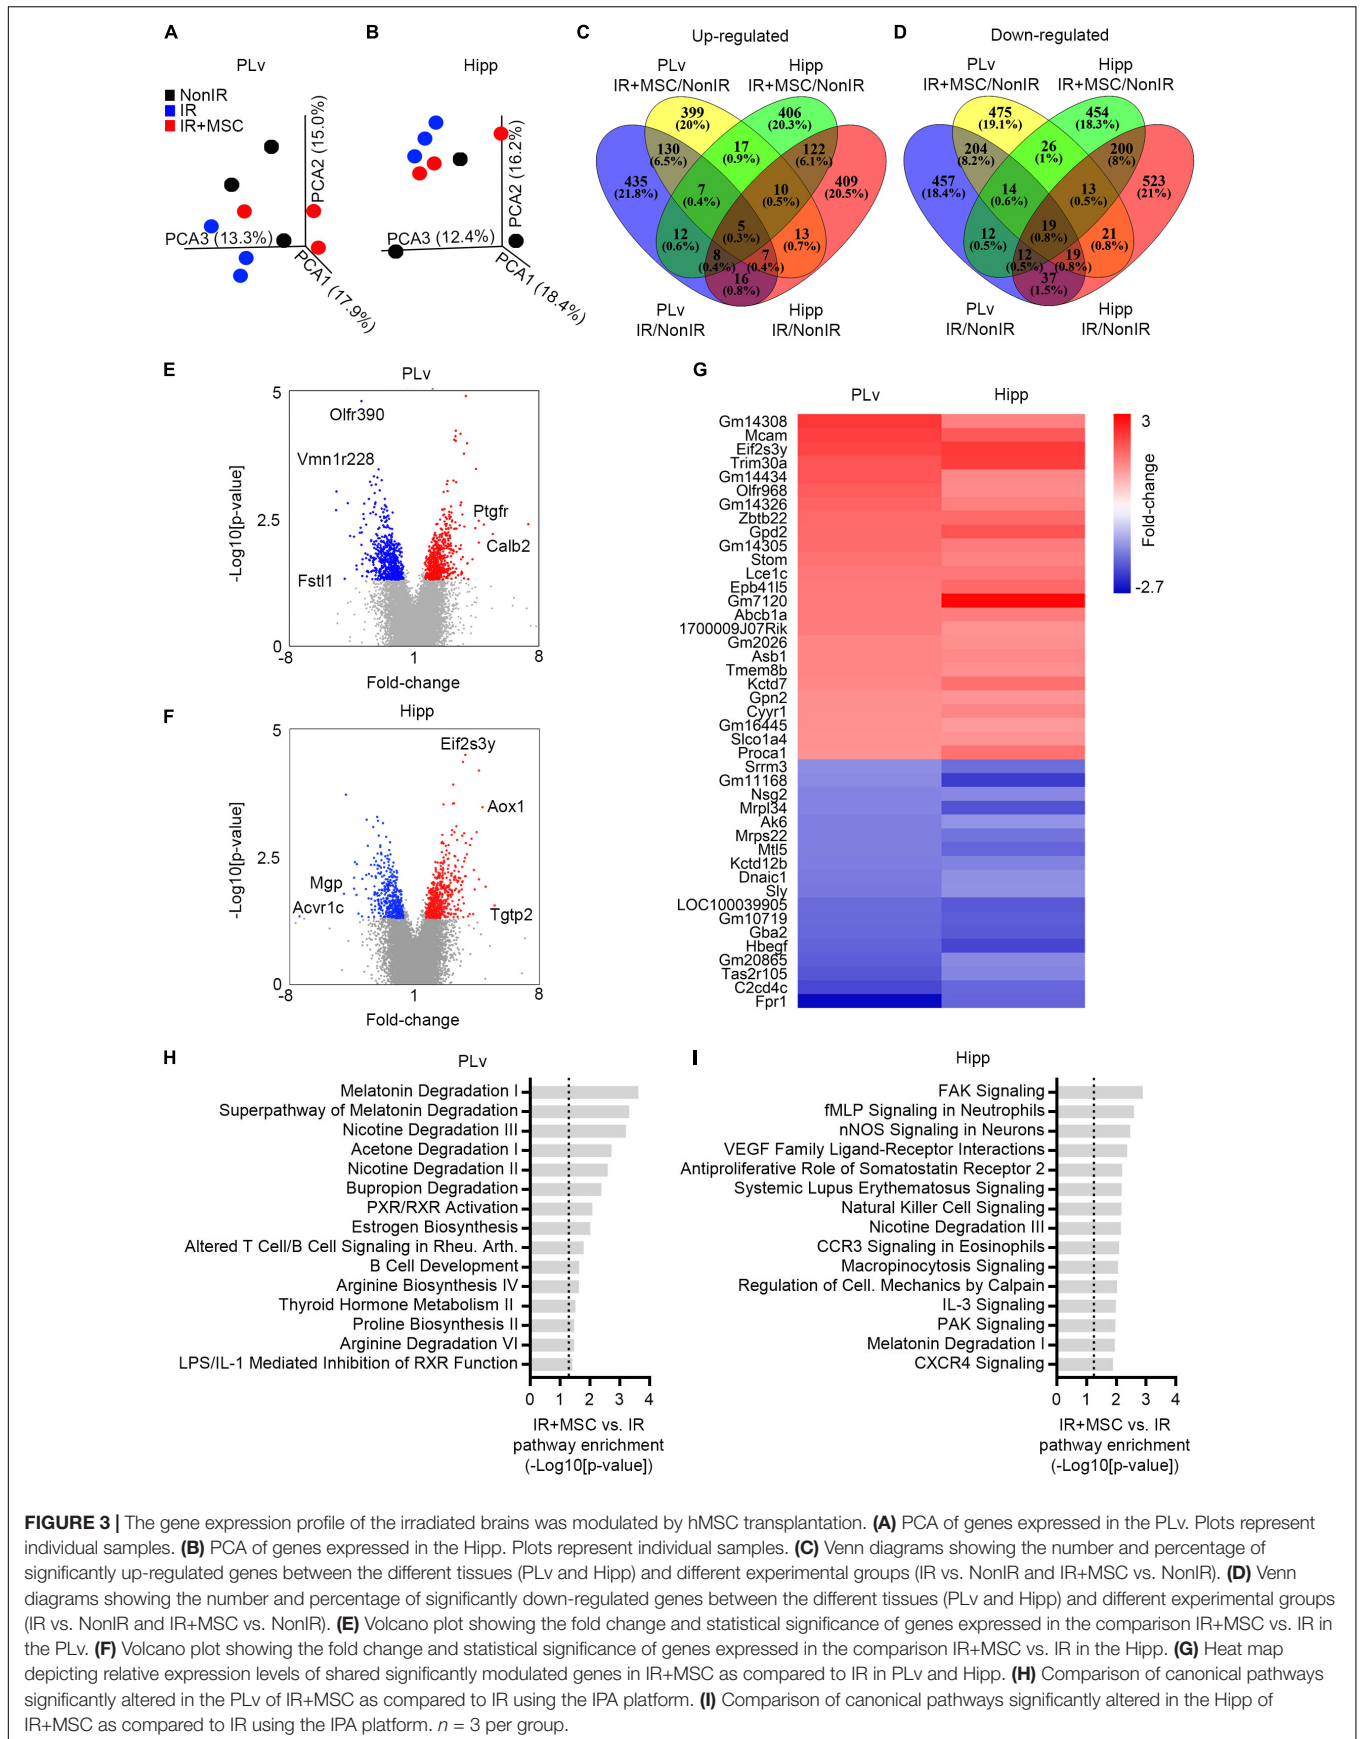 A
PLv
NonIR
IR
IR+MSC
PCA2 (15.0%)
PCA3 (13.3%)
PCA1 (17.9%)
B
Hipp
PCA2 (16.2%)
PCA3 (12.4%)
PCA1 (18.4%)
C
Up-regulated
PLv
IR+MSC/NonIR
Hipp
IR+MSC/NonIR
399
(20%)
406
(20.3%)
130
(6.5%)
17
(0.9%)
122
(6.1%)
435
(21.8%)
7
(0.4%)
10
(0.5%)
409
(20.5%)
5
(0.3%)
12
(0.6%)
13
(0.7%)
8
(0.4%)
7
(0.4%)
16
(0.8%)
PLv
IR/NonIR
Hipp
IR/NonIR
D
Down-regulated
PLv
IR+MSC/NonIR
Hipp
IR+MSC/NonIR
475
(19.1%)
454
(18.3%)
204
(8.2%)
26
(1%)
200
(8%)
457
(18.4%)
14
(0.6%)
13
(0.5%)
523
(21%)
19
(0.8%)
12
(0.5%)
21
(0.8%)
12
(0.5%)
19
(0.8%)
37
(1.5%)
PLv
IR/NonIR
Hipp
IR/NonIR
E
PLv
5
2.5
0
-Log10[p-value]
Olfr390
Vmn1r228
Ptgfr
Calb2
Fstl1
-8
1
8
Fold-change
F
Hipp
5
2.5
0
-Log10[p-value]
Eif2s3y
Aox1
Mgp
Acvr1c
Tgtp2
-8
1
8
Fold-change
G
PLv
Hipp
Gm14308
Mcam
Eif2s3y
Trim30a
Gm14434
Olfr968
Gm14326
Zbtb22
Gpd2
Gm14305
Stom
Lce1c
Epb41l5
Gm7120
Abcb1a
1700009J07Rik
Gm2026
Asb1
Tmem8b
Kctd7
Gpn2
Cyyr1
Gm16445
Slco1a4
Proca1
Srrm3
Gm11168
Nsg2
Mrpl34
Ak6
Mrps22
Mtl5
Kctd12b
Dnaic1
Sly
LOC100039905
Gm10719
Gba2
Hbegf
Gm20865
Tas2r105
C2cd4c
Fpr1
3
Fold-change
-2.7
H
PLv
Melatonin Degradation I
Superpathway of Melatonin Degradation
Nicotine Degradation III
Acetone Degradation I
Nicotine Degradation II
Bupropion Degradation
PXR/RXR Activation
Estrogen Biosynthesis
Altered T Cell/B Cell Signaling in Rheu. Arth.
B Cell Development
Arginine Biosynthesis IV
Thyroid Hormone Metabolism II
Proline Biosynthesis II
Arginine Degradation VI
LPS/IL-1 Mediated Inhibition of RXR Function
0 1 2 3 4
IR+MSC vs. IR
pathway enrichment
(-Log10[p-value])
I
Hipp
FAK Signaling
fMLP Signaling in Neutrophils
nNOS Signaling in Neurons
VEGF Family Ligand-Receptor Interactions
Antiproliferative Role of Somatostatin Receptor 2
Systemic Lupus Erythematosus Signaling
Natural Killer Cell Signaling
Nicotine Degradation III
CCR3 Signaling in Eosinophils
Macropinocytosis Signaling
Regulation of Cell. Mechanics by Calpain
IL-3 Signaling
PAK Signaling
Melatonin Degradation I
CXCR4 Signaling
0 1 2 3 4
IR+MSC vs. IR
pathway enrichment
(-Log10[p-value])
FIGURE 3 | The gene expression profile of the irradiated brains was modulated by hMSC transplantation. (A) PCA of genes expressed in the PLv. Plots represent
individual samples. (B) PCA of genes expressed in the Hipp. Plots represent individual samples. (C) Venn diagrams showing the number and percentage of
significantly up-regulated genes between the different tissues (PLv and Hipp) and different experimental groups (IR vs. NonIR and IR+MSC vs. NonIR). (D) Venn
diagrams showing the number and percentage of significantly down-regulated genes between the different tissues (PLv and Hipp) and different experimental groups
(IR vs. NonIR and IR+MSC vs. NonIR). (E) Volcano plot showing the fold change and statistical significance of genes expressed in the comparison IR+MSC vs. IR in
the PLv. (F) Volcano plot showing the fold change and statistical significance of genes expressed in the comparison IR+MSC vs. IR in the Hipp. (G) Heat map
depicting relative expression levels of shared significantly modulated genes in IR+MSC as compared to IR in PLv and Hipp. (H) Comparison of canonical pathways
significantly altered in the PLv of IR+MSC as compared to IR using the IPA platform. (I) Comparison of canonical pathways significantly altered in the Hipp of
IR+MSC as compared to IR using the IPA platform. n = 3 per group.